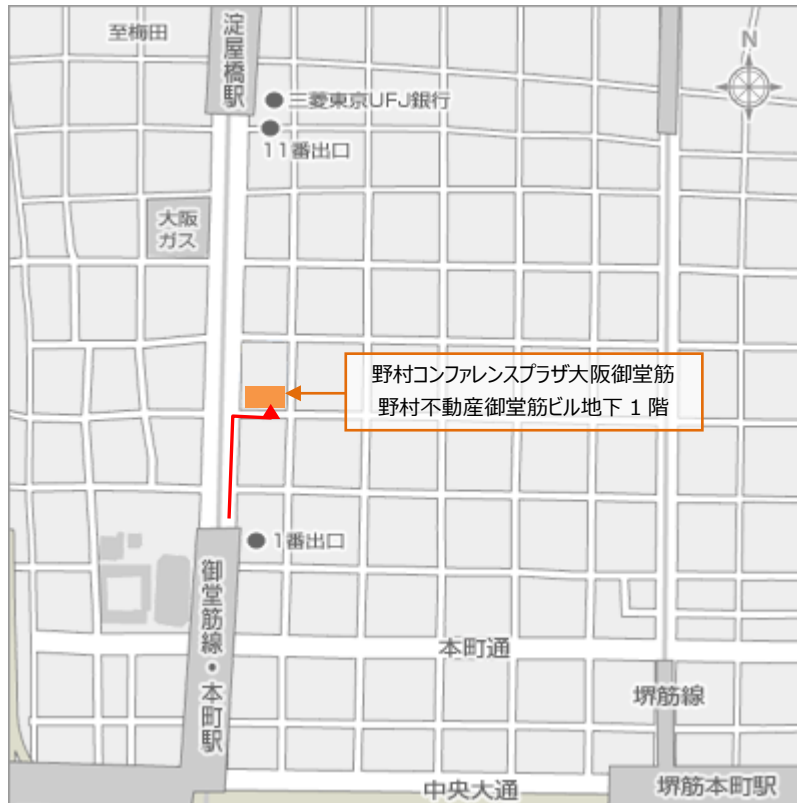 至梅田
淀屋橋駅
N
三菱東京UFJ銀行
11番出口
大阪
ガス
野村コンファレンスプラザ大阪御堂筋
野村不動産御堂筋ビル地下 1 階
1番出口
御堂筋線・本町駅
本町通
堺筋線
中央大通
堺筋本町駅